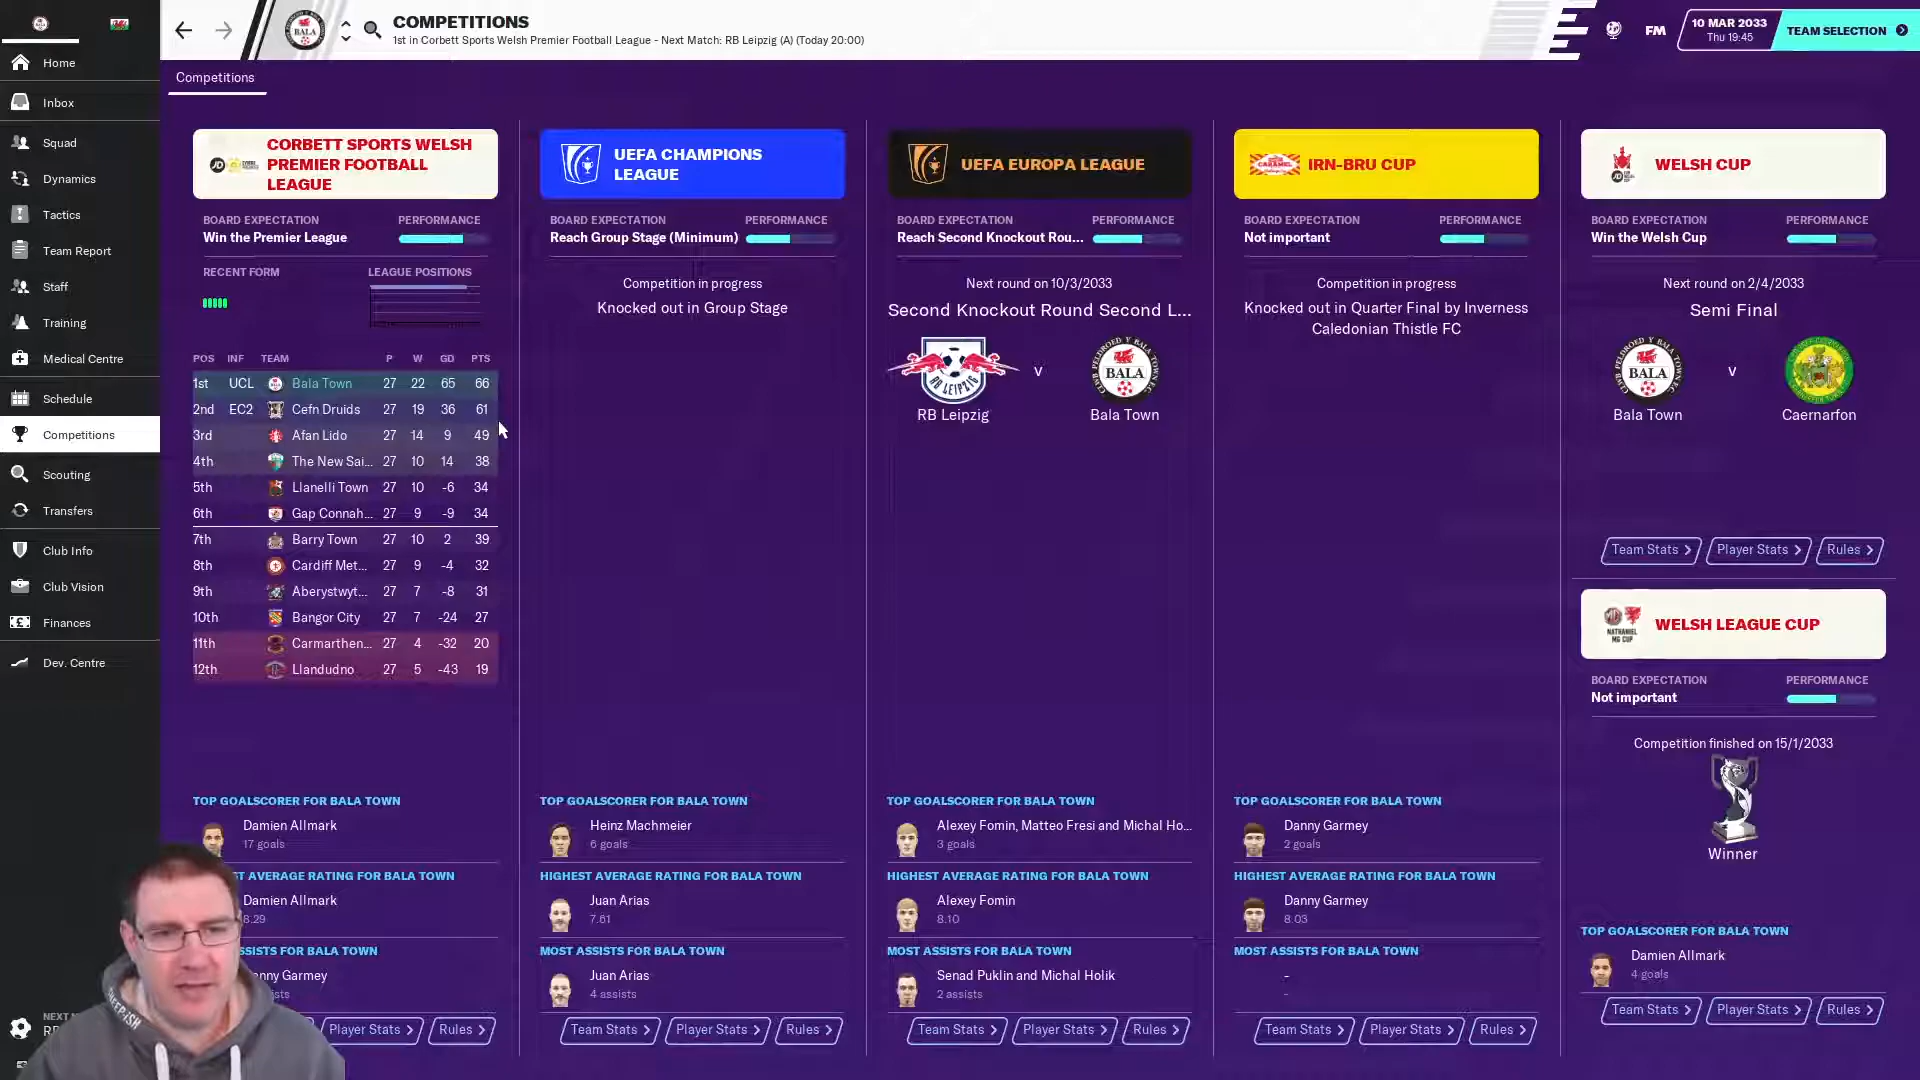 COMPETITIONS
1st in Corbett Sports Welsh Premier Football League - Next Match: RB Leipzig (A) (Today 20:00)
FM
10 MAR 2033
Thu 19:45
TEAM SELECTION
Home
Inbox
Squad
Dynamics
Tactics
Team Report
Staff
Training
Medical Centre
Schedule
Competitions
Scouting
Transfers
Club Info
Club Vision
Finances
Dev. Centre
Competitions
CORBETT SPORTS WELSH
PREMIER FOOTBALL
LEAGUE
BOARD EXPECTATION PERFORMANCE
Win the Premier League
RECENT FORM LEAGUE POSITIONS
POS INF TEAM P W GD PTS
1st UCL Bala Town 27 22 65 66
2nd EC2 Cefn Druids 27 19 36 61
3rd Afan Lido 27 14 9 49
4th The New Sai... 27 10 14 38
5th Llanelli Town 27 10 -6 34
6th Gap Connah... 27 9 -9 34
7th Barry Town 27 10 2 39
8th Cardiff Met... 27 9 -4 32
9th Aberystwyt... 27 7 -8 31
10th Bangor City 27 7 -24 27
11th Carmarthen... 27 4 -32 20
12th Llandudno 27 5 -43 19
TOP GOALSCORER FOR BALA TOWN
Damien Allmark
17 goals
ST AVERAGE RATING FOR BALA TOWN
Damien Allmark
8.29
SSISTS FOR BALA TOWN
nny Garmey
ists
Player Stats
Rules
UEFA CHAMPIONS
LEAGUE
BOARD EXPECTATION PERFORMANCE
Reach Group Stage (Minimum)
Competition in progress
Knocked out in Group Stage
TOP GOALSCORER FOR BALA TOWN
Heinz Machmeier
6 goals
HIGHEST AVERAGE RATING FOR BALA TOWN
Juan Arias
7.61
MOST ASSISTS FOR BALA TOWN
Juan Arias
4 assists
Team Stats
Player Stats
Rules
UEFA EUROPA LEAGUE
BOARD EXPECTATION PERFORMANCE
Reach Second Knockout Rou...
Next round on 10/3/2033
Second Knockout Round Second L...
v
BALA
RB Leipzig
Bala Town
TOP GOALSCORER FOR BALA TOWN
Alexey Fomin, Matteo Fresi and Michal Ho...
3 goals
HIGHEST AVERAGE RATING FOR BALA TOWN
Alexey Fomin
8.10
MOST ASSISTS FOR BALA TOWN
Senad Puklin and Michal Holik
2 assists
Team Stats
Player Stats
Rules
IRN-BRU CUP
BOARD EXPECTATION PERFORMANCE
Not important
Competition in progress
Knocked out in Quarter Final by Inverness
Caledonian Thistle FC
TOP GOALSCORER FOR BALA TOWN
Danny Garmey
2 goals
HIGHEST AVERAGE RATING FOR BALA TOWN
Danny Garmey
8.03
MOST ASSISTS FOR BALA TOWN
-
-
Team Stats
Player Stats
Rules
WELSH CUP
BOARD EXPECTATION PERFORMANCE
Win the Welsh Cup
Next round on 2/4/2033
Semi Final
BALA
v
Bala Town
Caernarfon
Team Stats
Player Stats
Rules
NATHANIEL
MG CUP
WELSH LEAGUE CUP
BOARD EXPECTATION PERFORMANCE
Not important
Competition finished on 15/1/2033
Winner
TOP GOALSCORER FOR BALA TOWN
Damien Allmark
4 goals
Team Stats
Player Stats
Rules